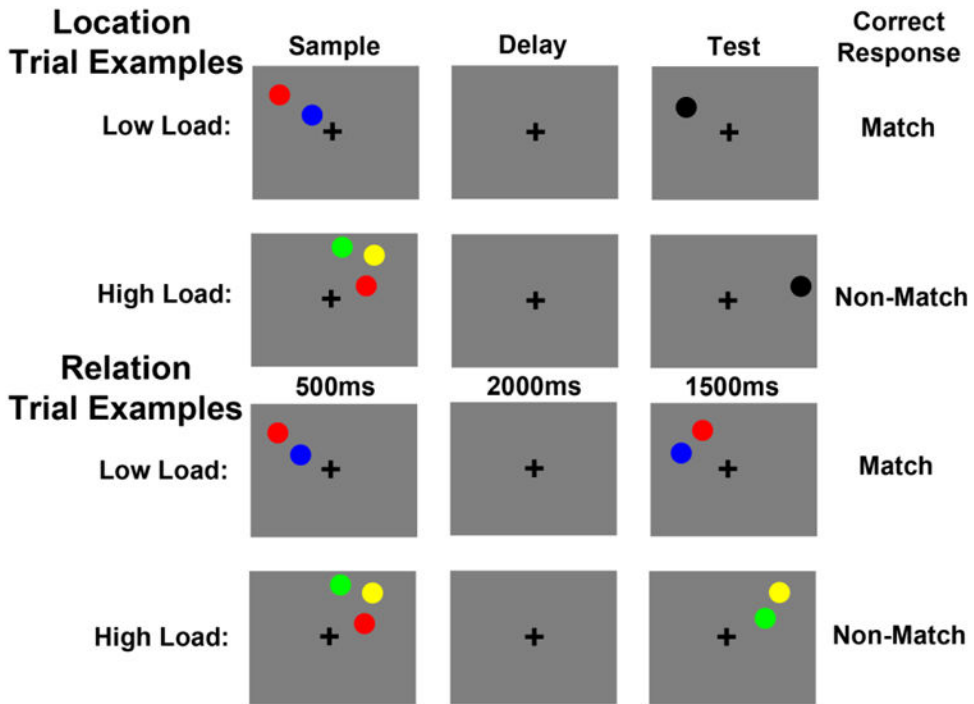 Location
Trial Examples
Sample
Delay
Test
Correct
Response
Low Load:
Match
High Load:
Non-Match
Relation
Trial Examples
500ms
2000ms
1500ms
Low Load:
Match
High Load:
Non-Match